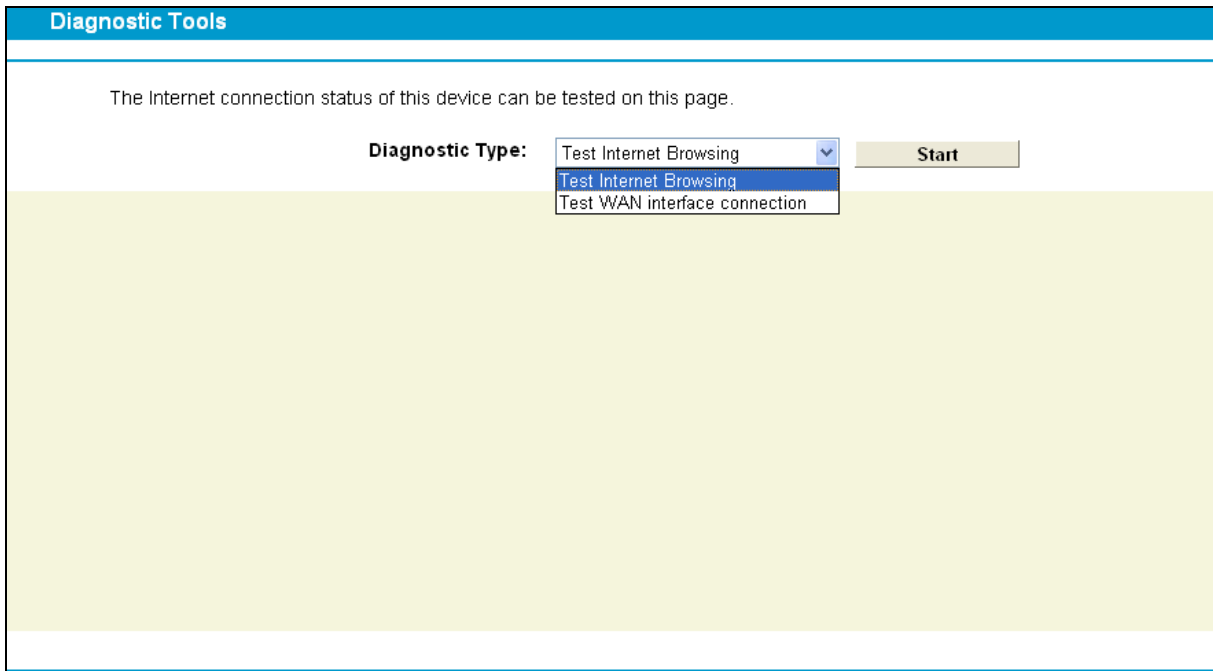 Diagnostic Tools
The Internet connection status of this device can be tested on this page.
Diagnostic Type: Test Internet Browsing Start
Test Internet Browsing
Test WAN interface connection